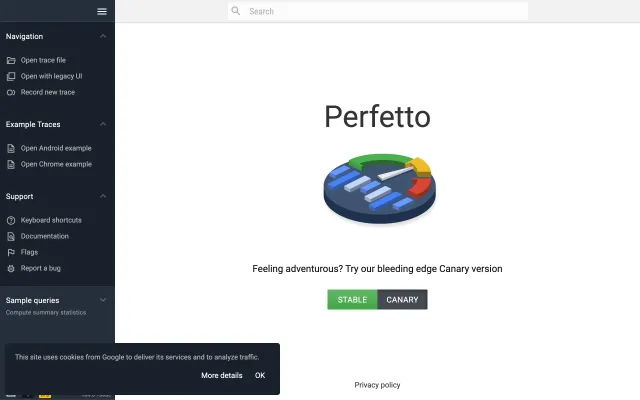 Search
Navigation
Open trace file
Open with legacy UI
Record new trace
Example Traces
Open Android example
Open Chrome example
Support
Keyboard shortcuts
Documentation
Flags
Report a bug
Sample queries
Compute summary statistics
Perfetto
Feeling adventurous? Try our bleeding edge Canary version
STABLE
CANARY
This site uses cookies from Google to deliver its services and to analyze traffic.
More details
OK
Privacy policy